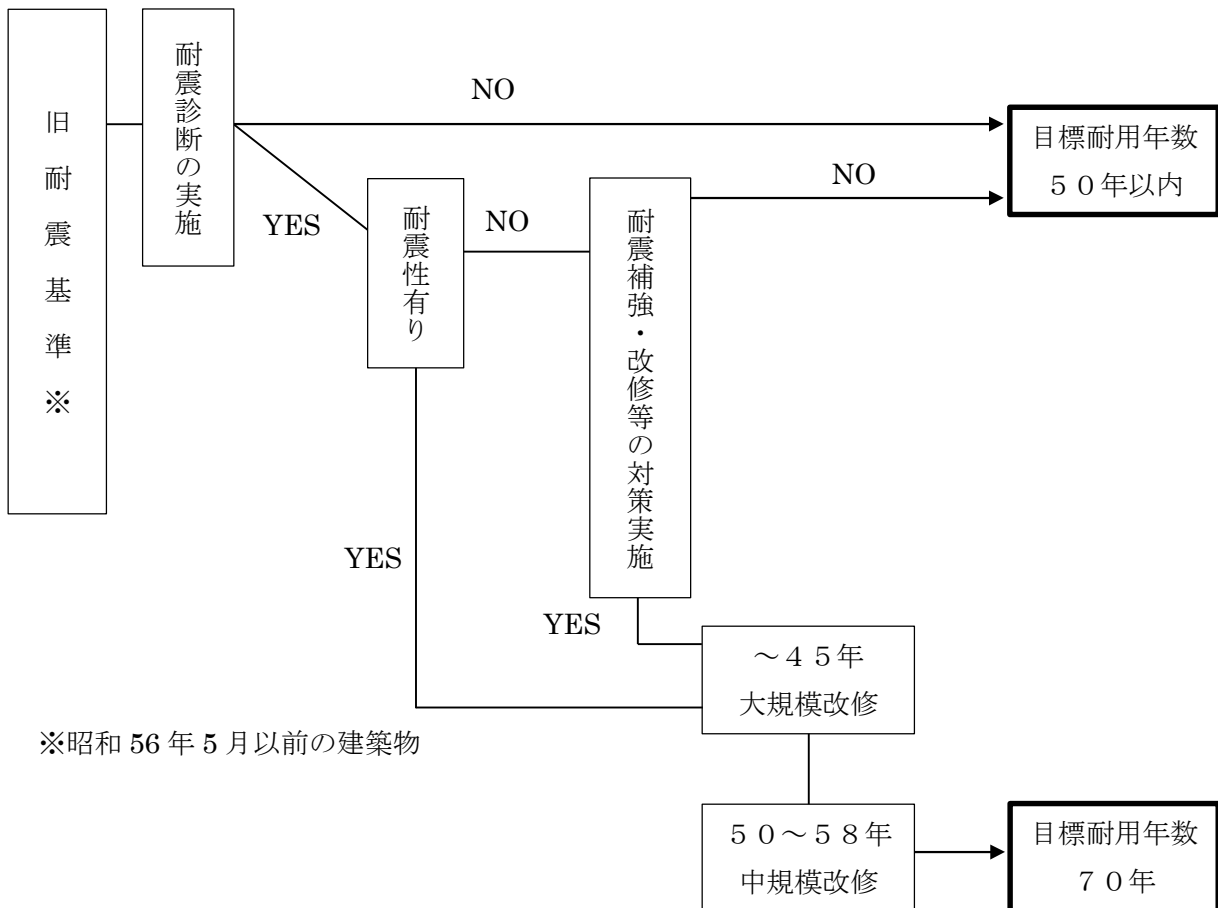 旧耐震基準※
耐震診断の実施
NO
YES
耐震性有り
NO
耐震補強・改修等の対策実施
NO
目標耐用年数
５０年以内
YES
YES
～４５年
大規模改修
※昭和 56 年 5 月以前の建築物
５０～５８年
中規模改修
目標耐用年数
７０年